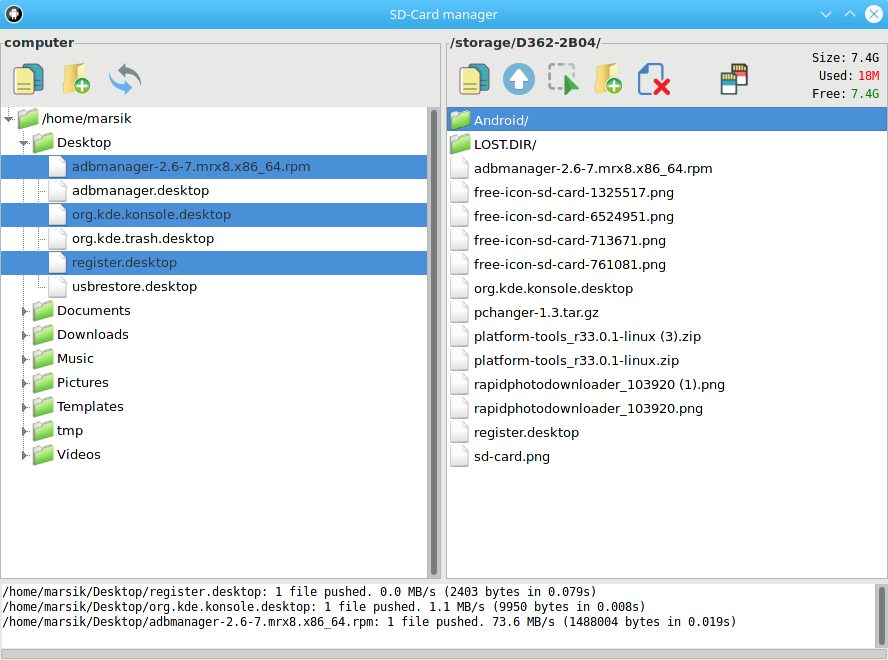 SD-Card manager
computer
/home/marsik
Desktop
adbmanager-2.6-7.mrx8.x86_64.rpm
adbmanager.desktop
org.kde.konsole.desktop
org.kde.trash.desktop
register.desktop
usbrestore.desktop
Documents
Downloads
Music
Pictures
Templates
tmp
Videos
/storage/D362-2B04/
Size: 7.4G
Used: 18M
Free: 7.4G
Android/
LOST.DIR/
adbmanager-2.6-7.mrx8.x86_64.rpm
free-icon-sd-card-1325517.png
free-icon-sd-card-6524951.png
free-icon-sd-card-713671.png
free-icon-sd-card-761081.png
org.kde.konsole.desktop
pchanger-1.3.tar.gz
platform-tools_r33.0.1-linux (3).zip
platform-tools_r33.0.1-linux.zip
rapidphotodownloader_103920 (1).png
rapidphotodownloader_103920.png
register.desktop
sd-card.png
/home/marsik/Desktop/register.desktop: 1 file pushed. 0.0 MB/s (2403 bytes in 0.079s)
/home/marsik/Desktop/org.kde.konsole.desktop: 1 file pushed. 1.1 MB/s (9950 bytes in 0.008s)
/home/marsik/Desktop/adbmanager-2.6-7.mrx8.x86_64.rpm: 1 file pushed. 73.6 MB/s (1488004 bytes in 0.019s)